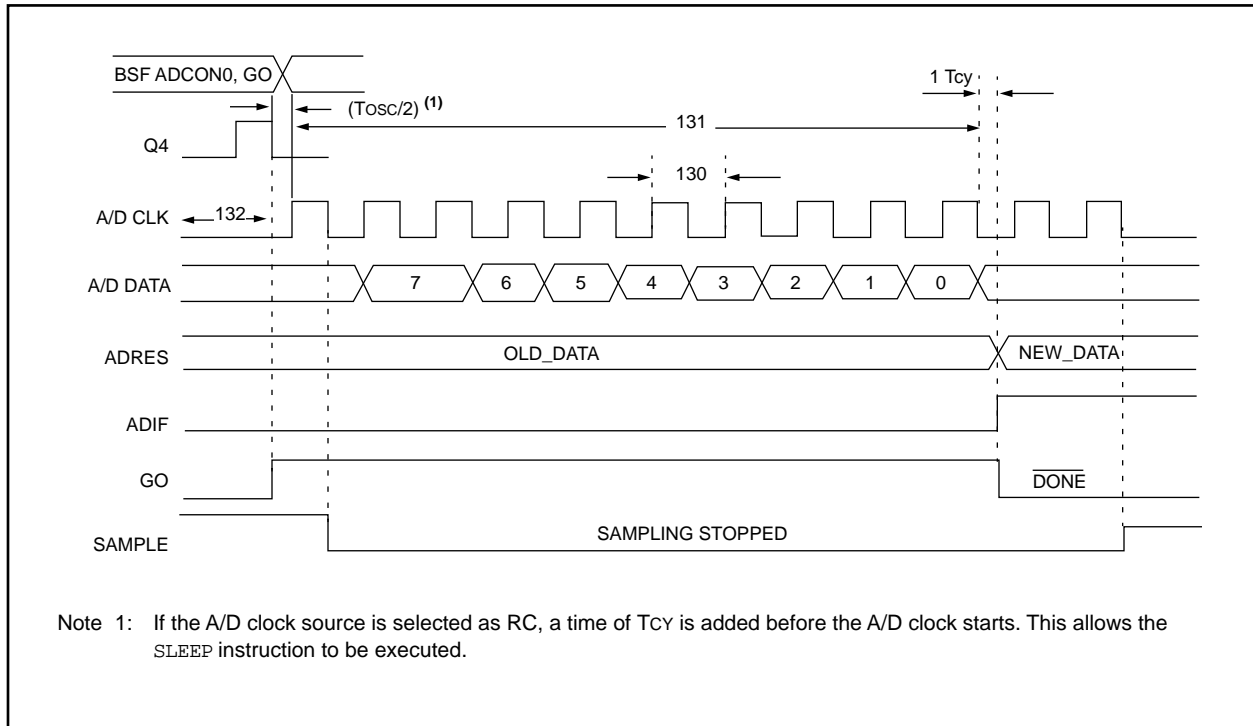 BSF ADCON0, GO
1 Tcy
(TOSC/2) (1)
131
Q4
130
A/D CLK
132
A/D DATA
7 6 5 4 3 2 1 0
ADRES
OLD_DATA
NEW_DATA
ADIF
GO
DONE
SAMPLE
SAMPLING STOPPED
Note 1: If the A/D clock source is selected as RC, a time of TCY is added before the A/D clock starts. This allows the
SLEEP instruction to be executed.